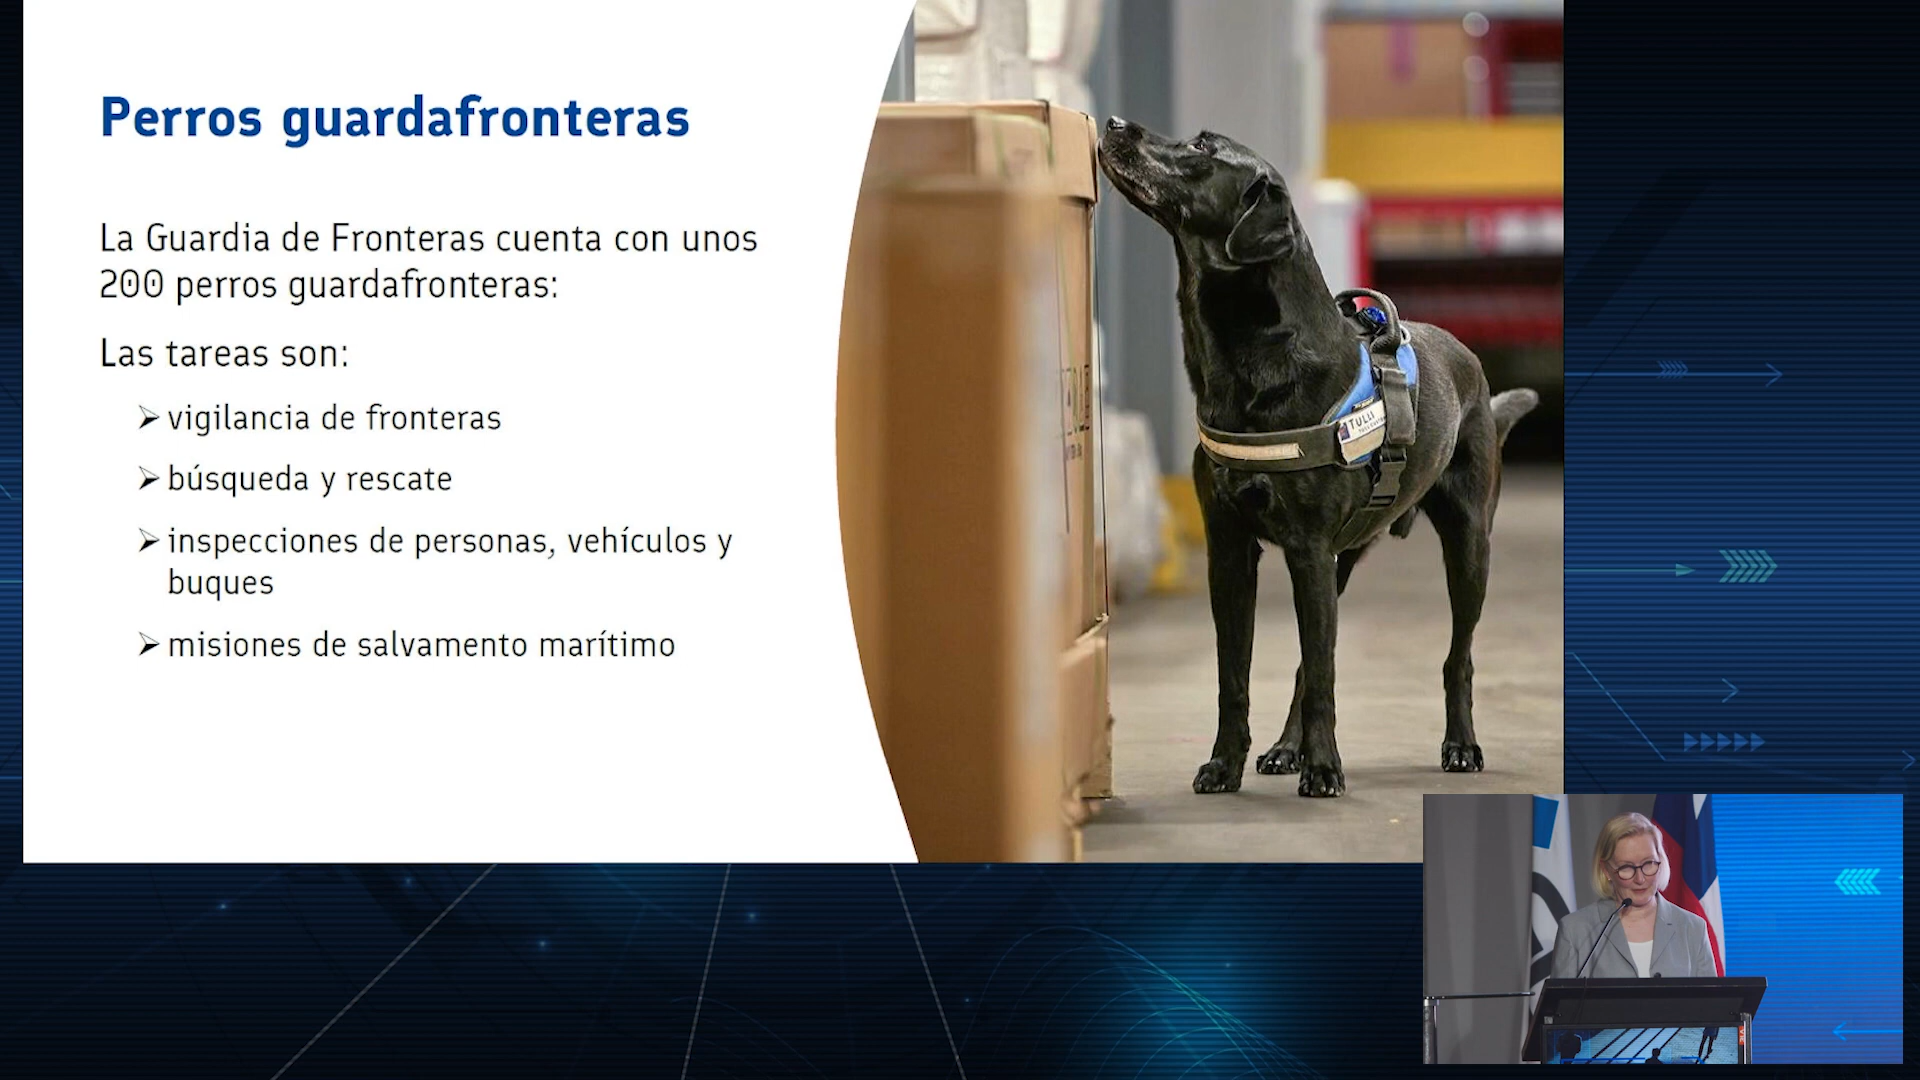 Perros guardafronteras
La Guardia de Fronteras cuenta con unos
200 perros guardafronteras:
Las tareas son:
vigilancia de fronteras
búsqueda y rescate
inspecciones de personas, vehículos y
buques
misiones de salvamento marítimo
TULLI